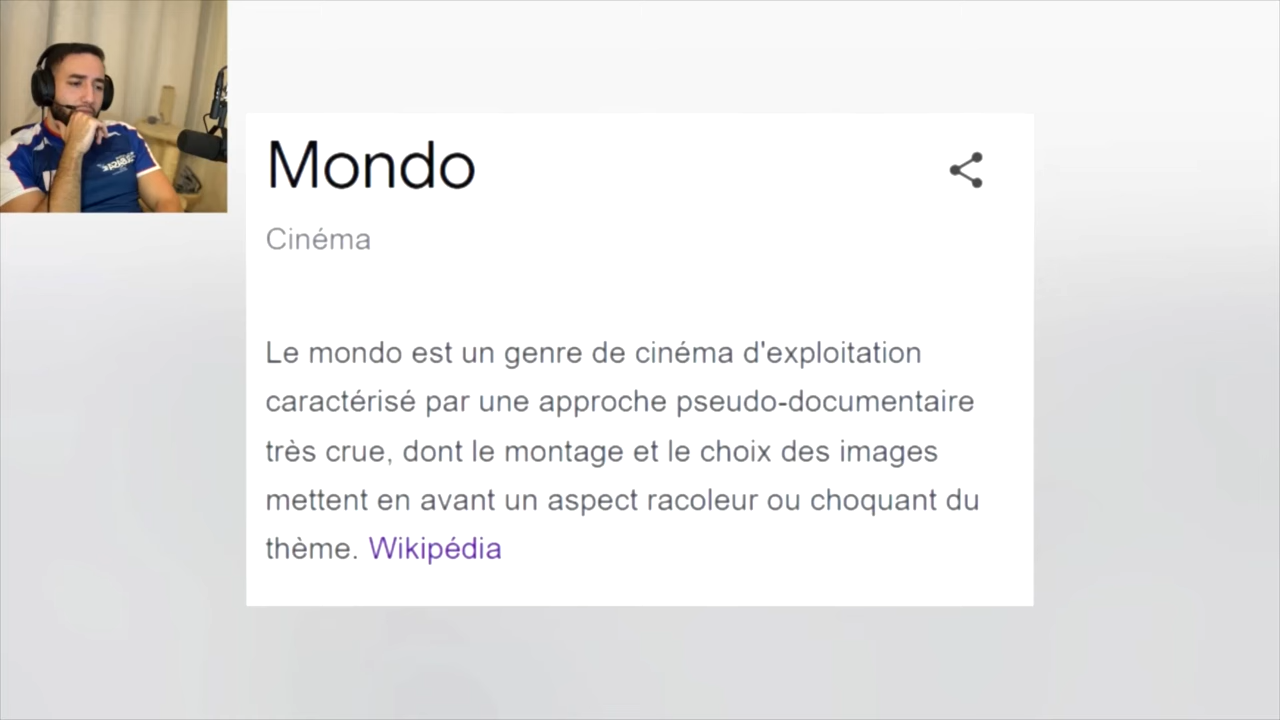 Mondo
Cinéma
Le mondo est un genre de cinéma d'exploitation
caractérisé par une approche pseudo-documentaire
très crue, dont le montage et le choix des images
mettent en avant un aspect racoleur ou choquant du
thème. Wikipédia